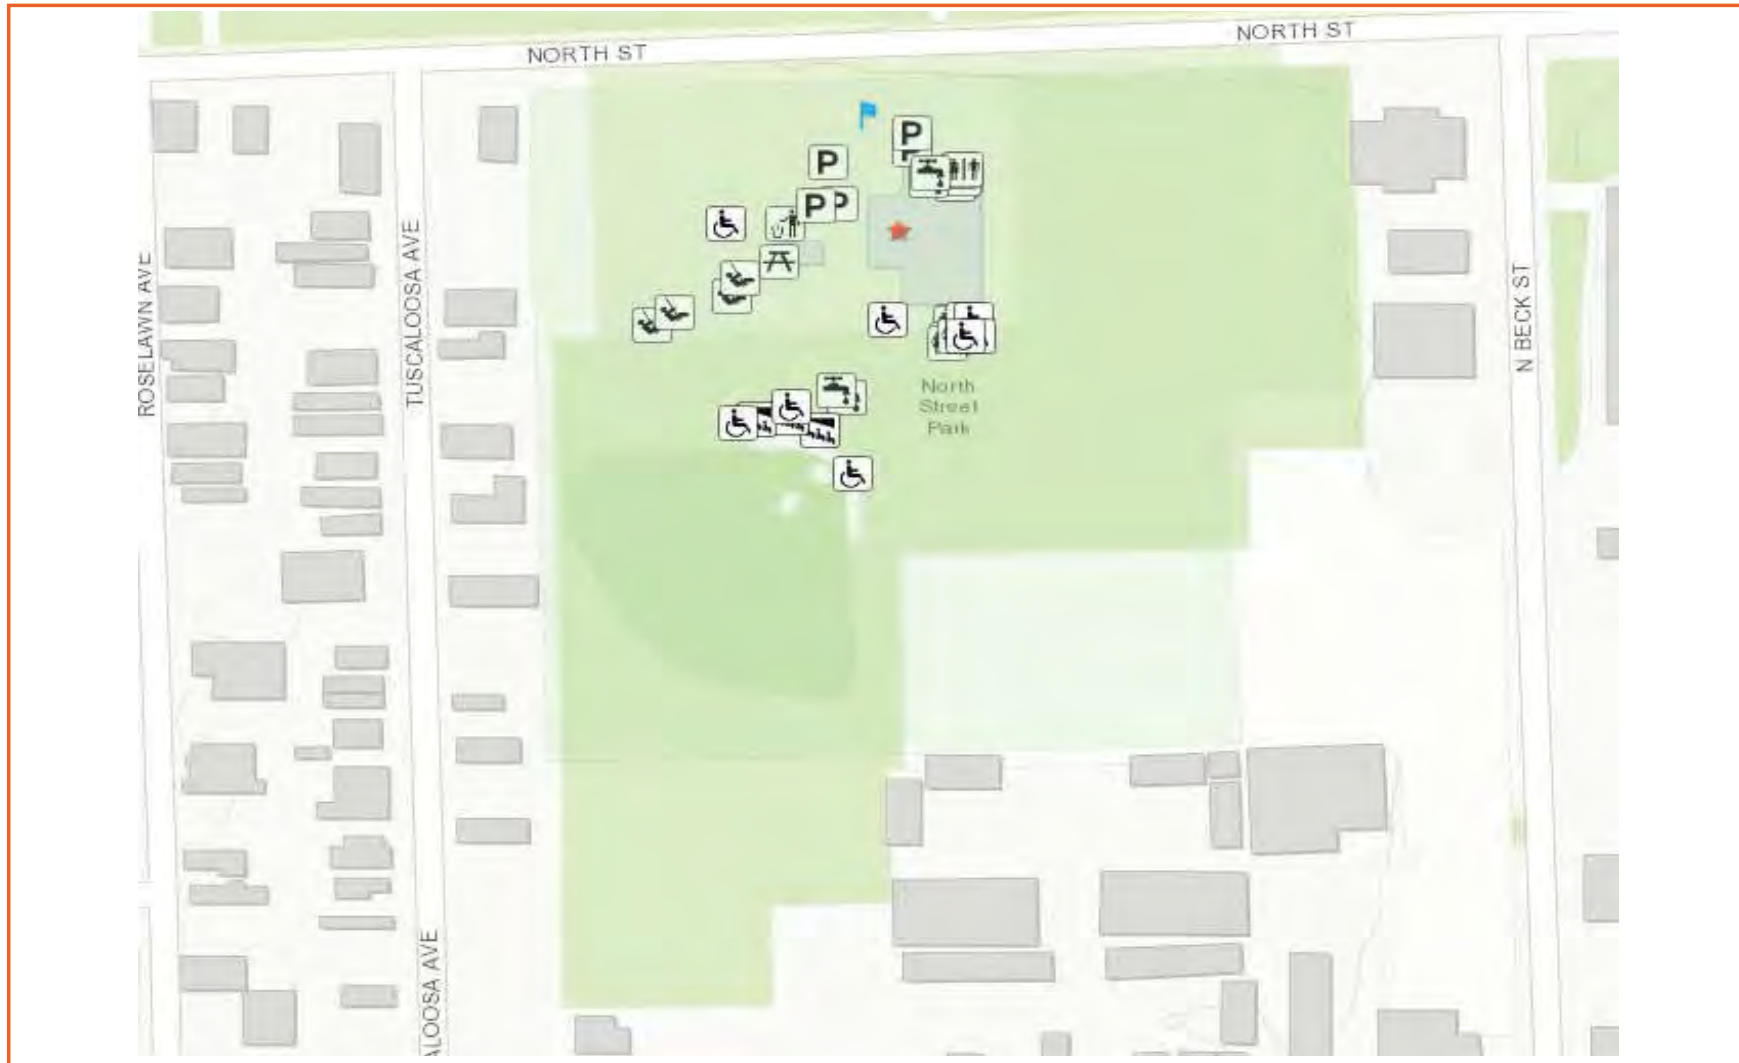 NORTH ST
NORTH ST
ROSELAWN AVE
TUSCALOOSA AVE
N BECK ST
P
P
P
P
North
Street
Park
ALOOSA AVE